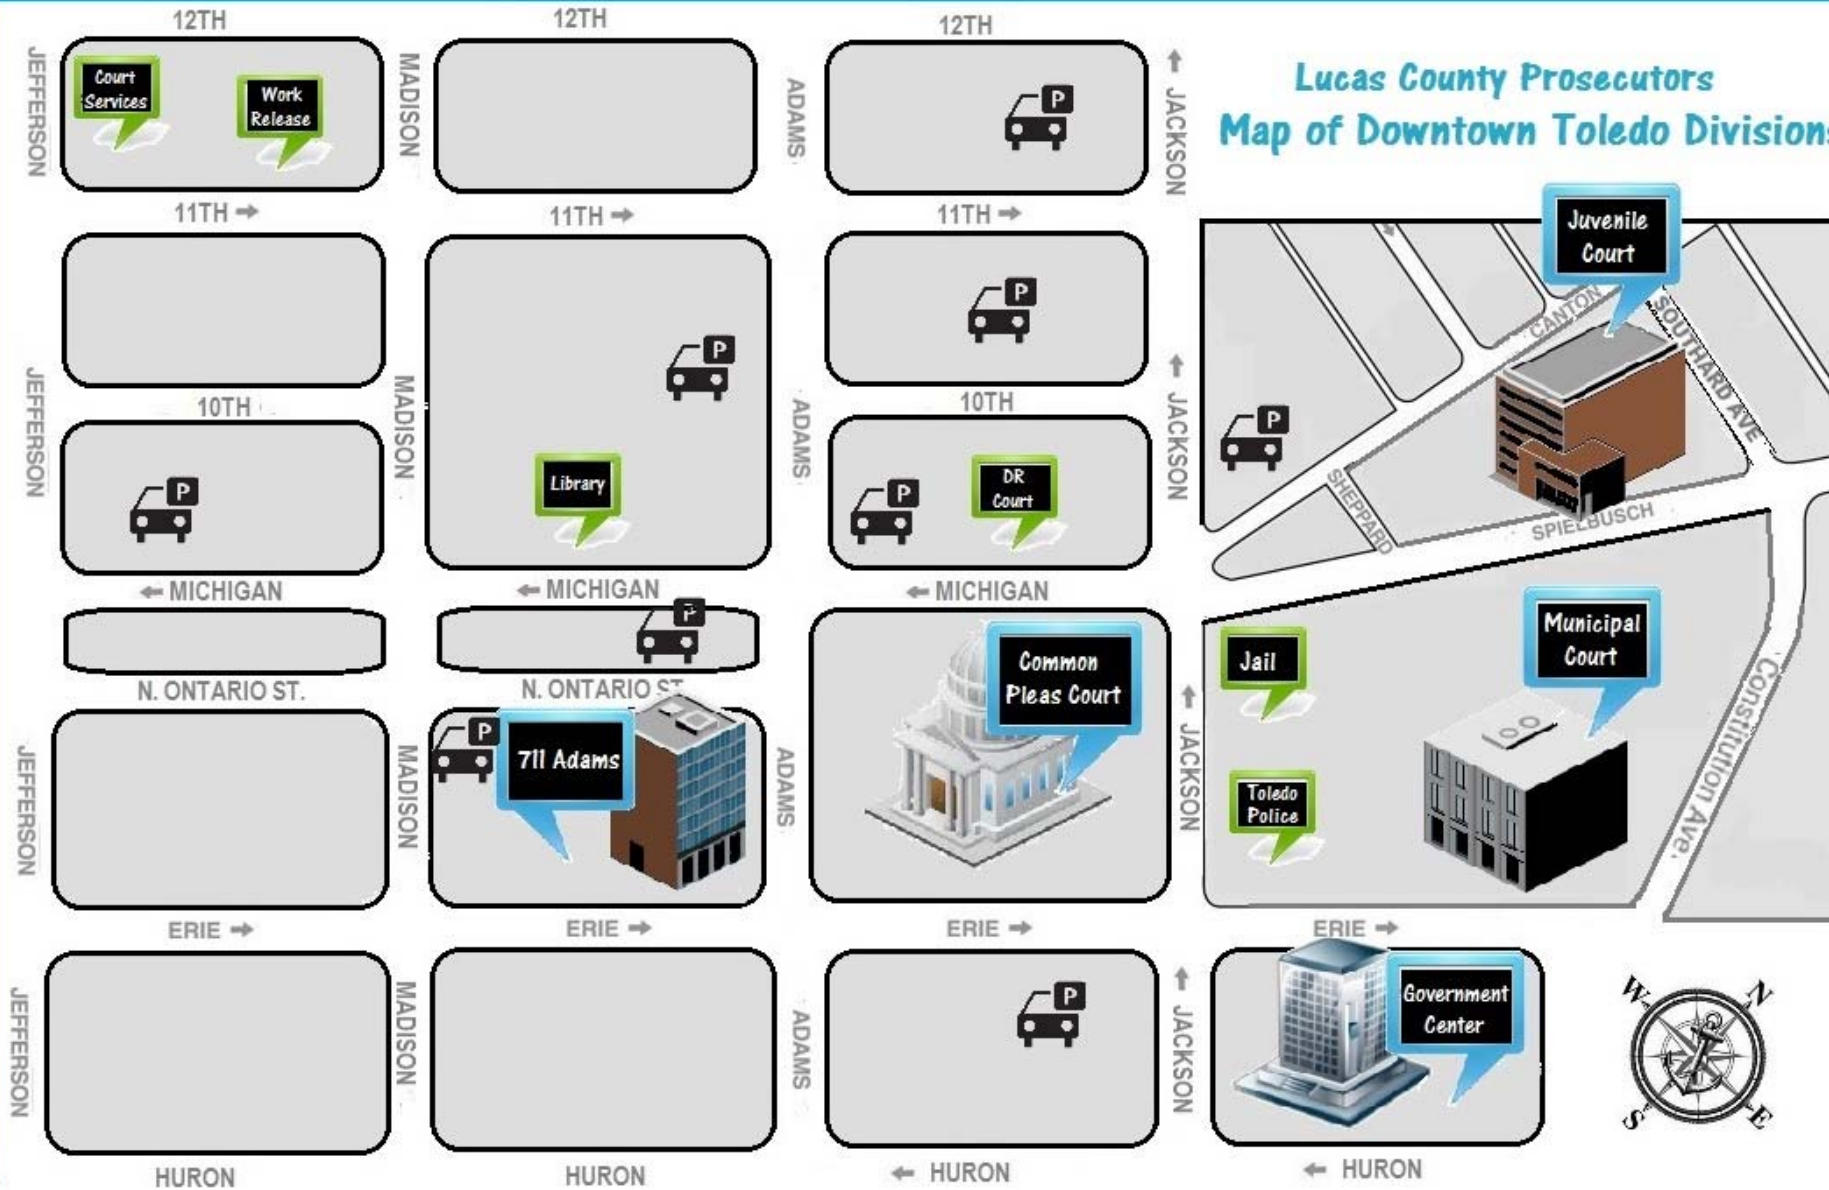 12TH
12TH
12TH
JEFFERSON
Court
Services
Work
Release
MADISON
ADAMS
P
JACKSON
Lucas County Prosecutors
Map of Downtown Toledo Divisions
11TH
11TH
11TH
Juvenile
Court
JEFFERSON
MADISON
P
ADAMS
P
JACKSON
CANTON
SOUTHARD AVE
10TH
10TH
P
Library
P
DR
Court
P
SHEPPARD
SPIELBUSCH
MICHIGAN
MICHIGAN
MICHIGAN
P
Common
Pleas Court
Jail
Municipal
Court
N. ONTARIO ST.
N. ONTARIO ST.
JEFFERSON
MADISON
P
711 Adams
ADAMS
JACKSON
Toledo
Police
Constitution Ave.
ERIE
ERIE
ERIE
ERIE
JEFFERSON
MADISON
ADAMS
P
JACKSON
Government
Center
W
N
S
E
HURON
HURON
HURON
HURON